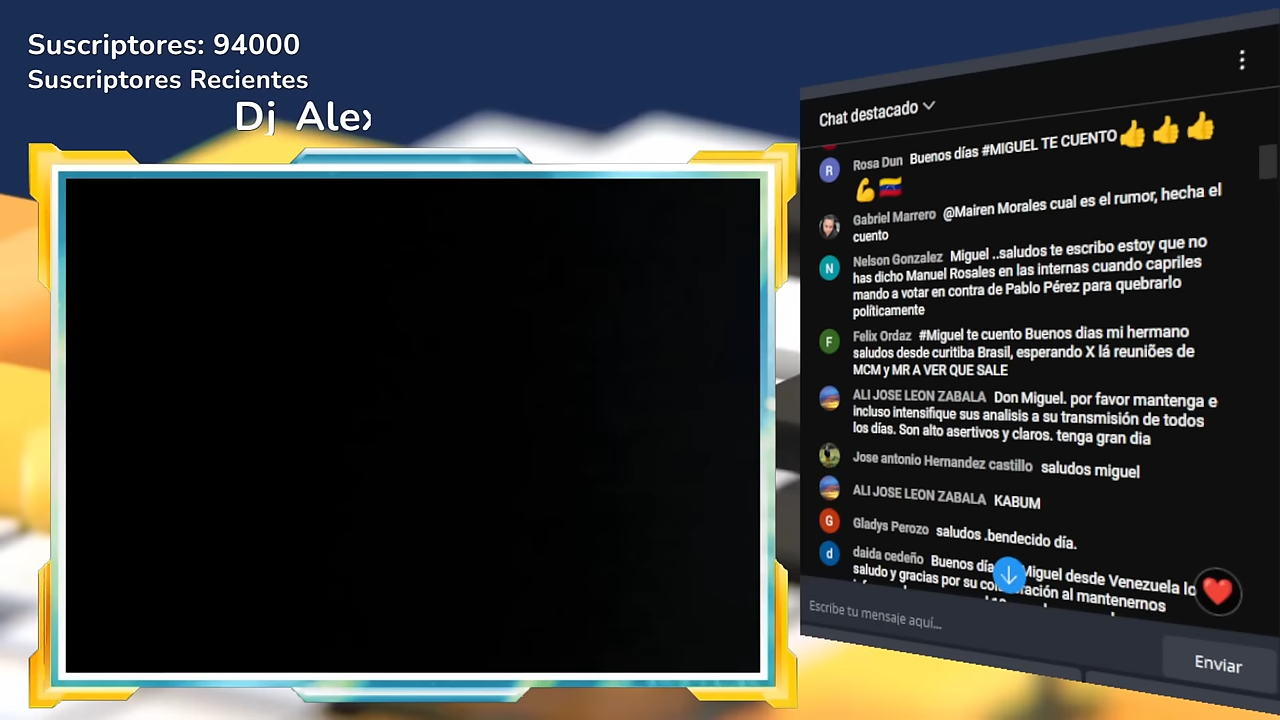 Suscriptores: 94000
Suscriptores Recientes
Dj Alex
Chat destacado
R Rosa Dun Buenos días #MIGUEL TE CUENTO
Gabriel Marrero @Mairen Morales cual es el rumor, hecha el
cuento
N Nelson Gonzalez Miguel ..saludos te escribo estoy que no
has dicho Manuel Rosales en las internas cuando capriles
mando a votar en contra de Pablo Pérez para quebrarlo
políticamente
F Felix Ordaz #Miguel te cuento Buenos dias mi hermano
saludos desde curitiba Brasil, esperando X lá reuniões de
MCM y MR A VER QUE SALE
ALI JOSE LEON ZABALA Don Miguel. por favor mantenga e
incluso intensifique sus analisis a su transmisión de todos
los días. Son alto asertivos y claros. tenga gran dia
Jose antonio Hernandez castillo saludos miguel
ALI JOSE LEON ZABALA KABUM
G Gladys Perozo saludos .bendecido día.
d daida cedeño Buenos día Miguel desde Venezuela lo
saludo y gracias por su mantenernos
Escribe tu mensaje aquí...
Enviar